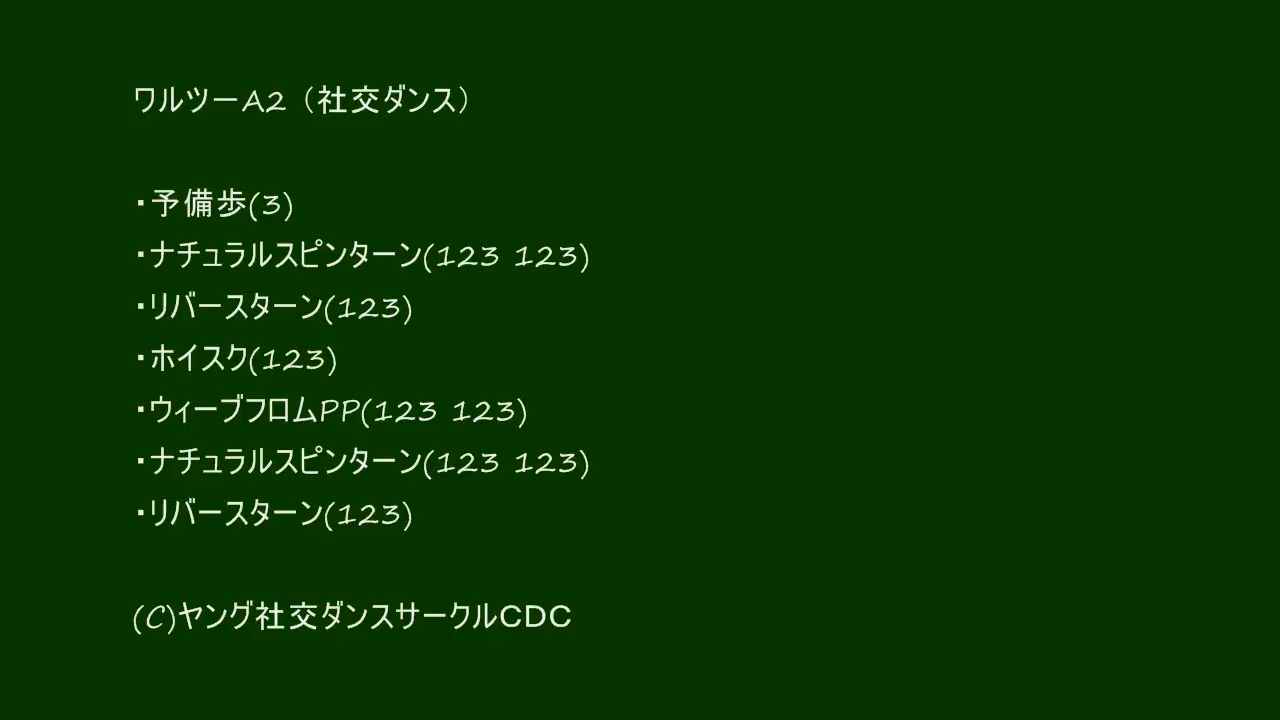 ワルツーA2（社交ダンス）
・予備歩(3)
・ナチュラルスピンターン(123 123)
・リバースターン(123)
・ホイスク(123)
・ウィーブフロムPP(123 123)
・ナチュラルスピンターン(123 123)
・リバースターン(123)
(C)ヤング社交ダンスサークルCDC